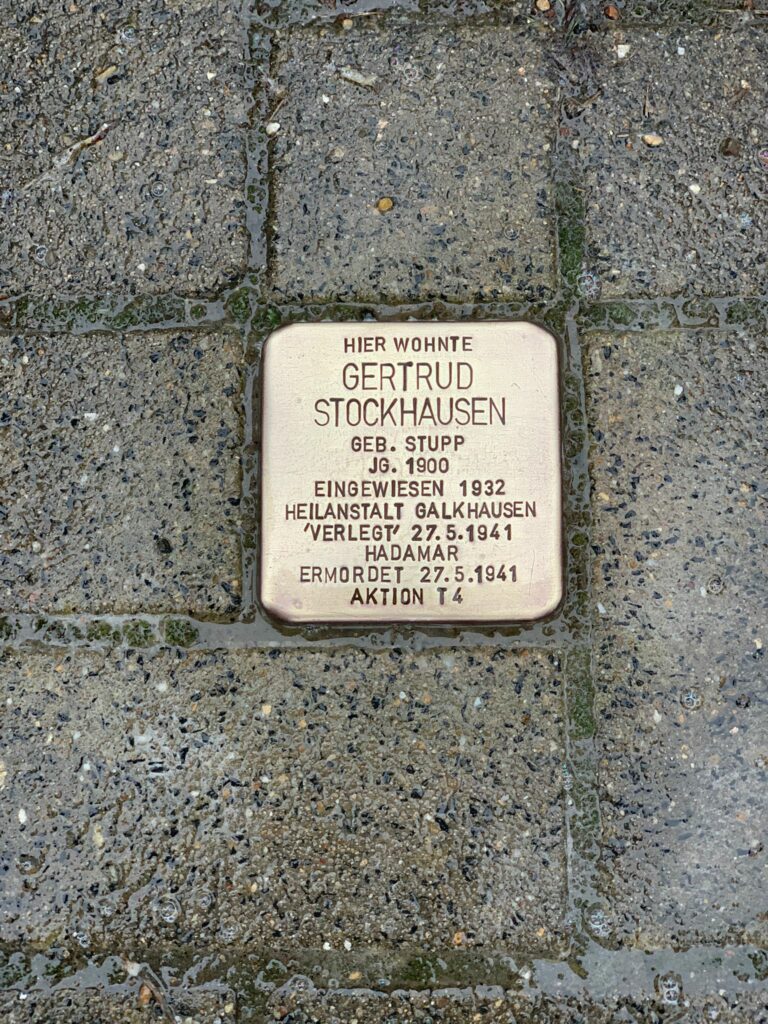 HIER WOHNTE
GERTRUD
STOCKHAUSEN
GEB. STUPP
JG. 1900
EINGEWIESEN 1932
HEILANSTALT GALKHAUSEN
'VERLEGT' 27.5.1941
HADAMAR
ERMORDET 27.5.1941
AKTION T4